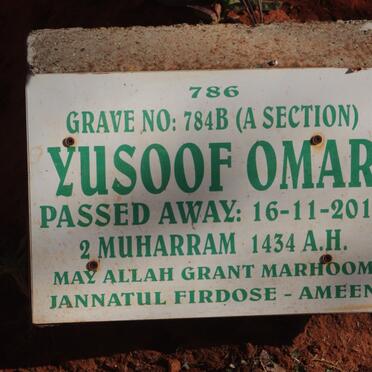 786
GRAVE NO: 784B (A SECTION)
YUSOOF OMAR
PASSED AWAY: 16-11-201
2 MUHARRAM 1434 A.H.
MAY ALLAH GRANT MARHOOM
JANNATUL FIRDOSE - AMEEN